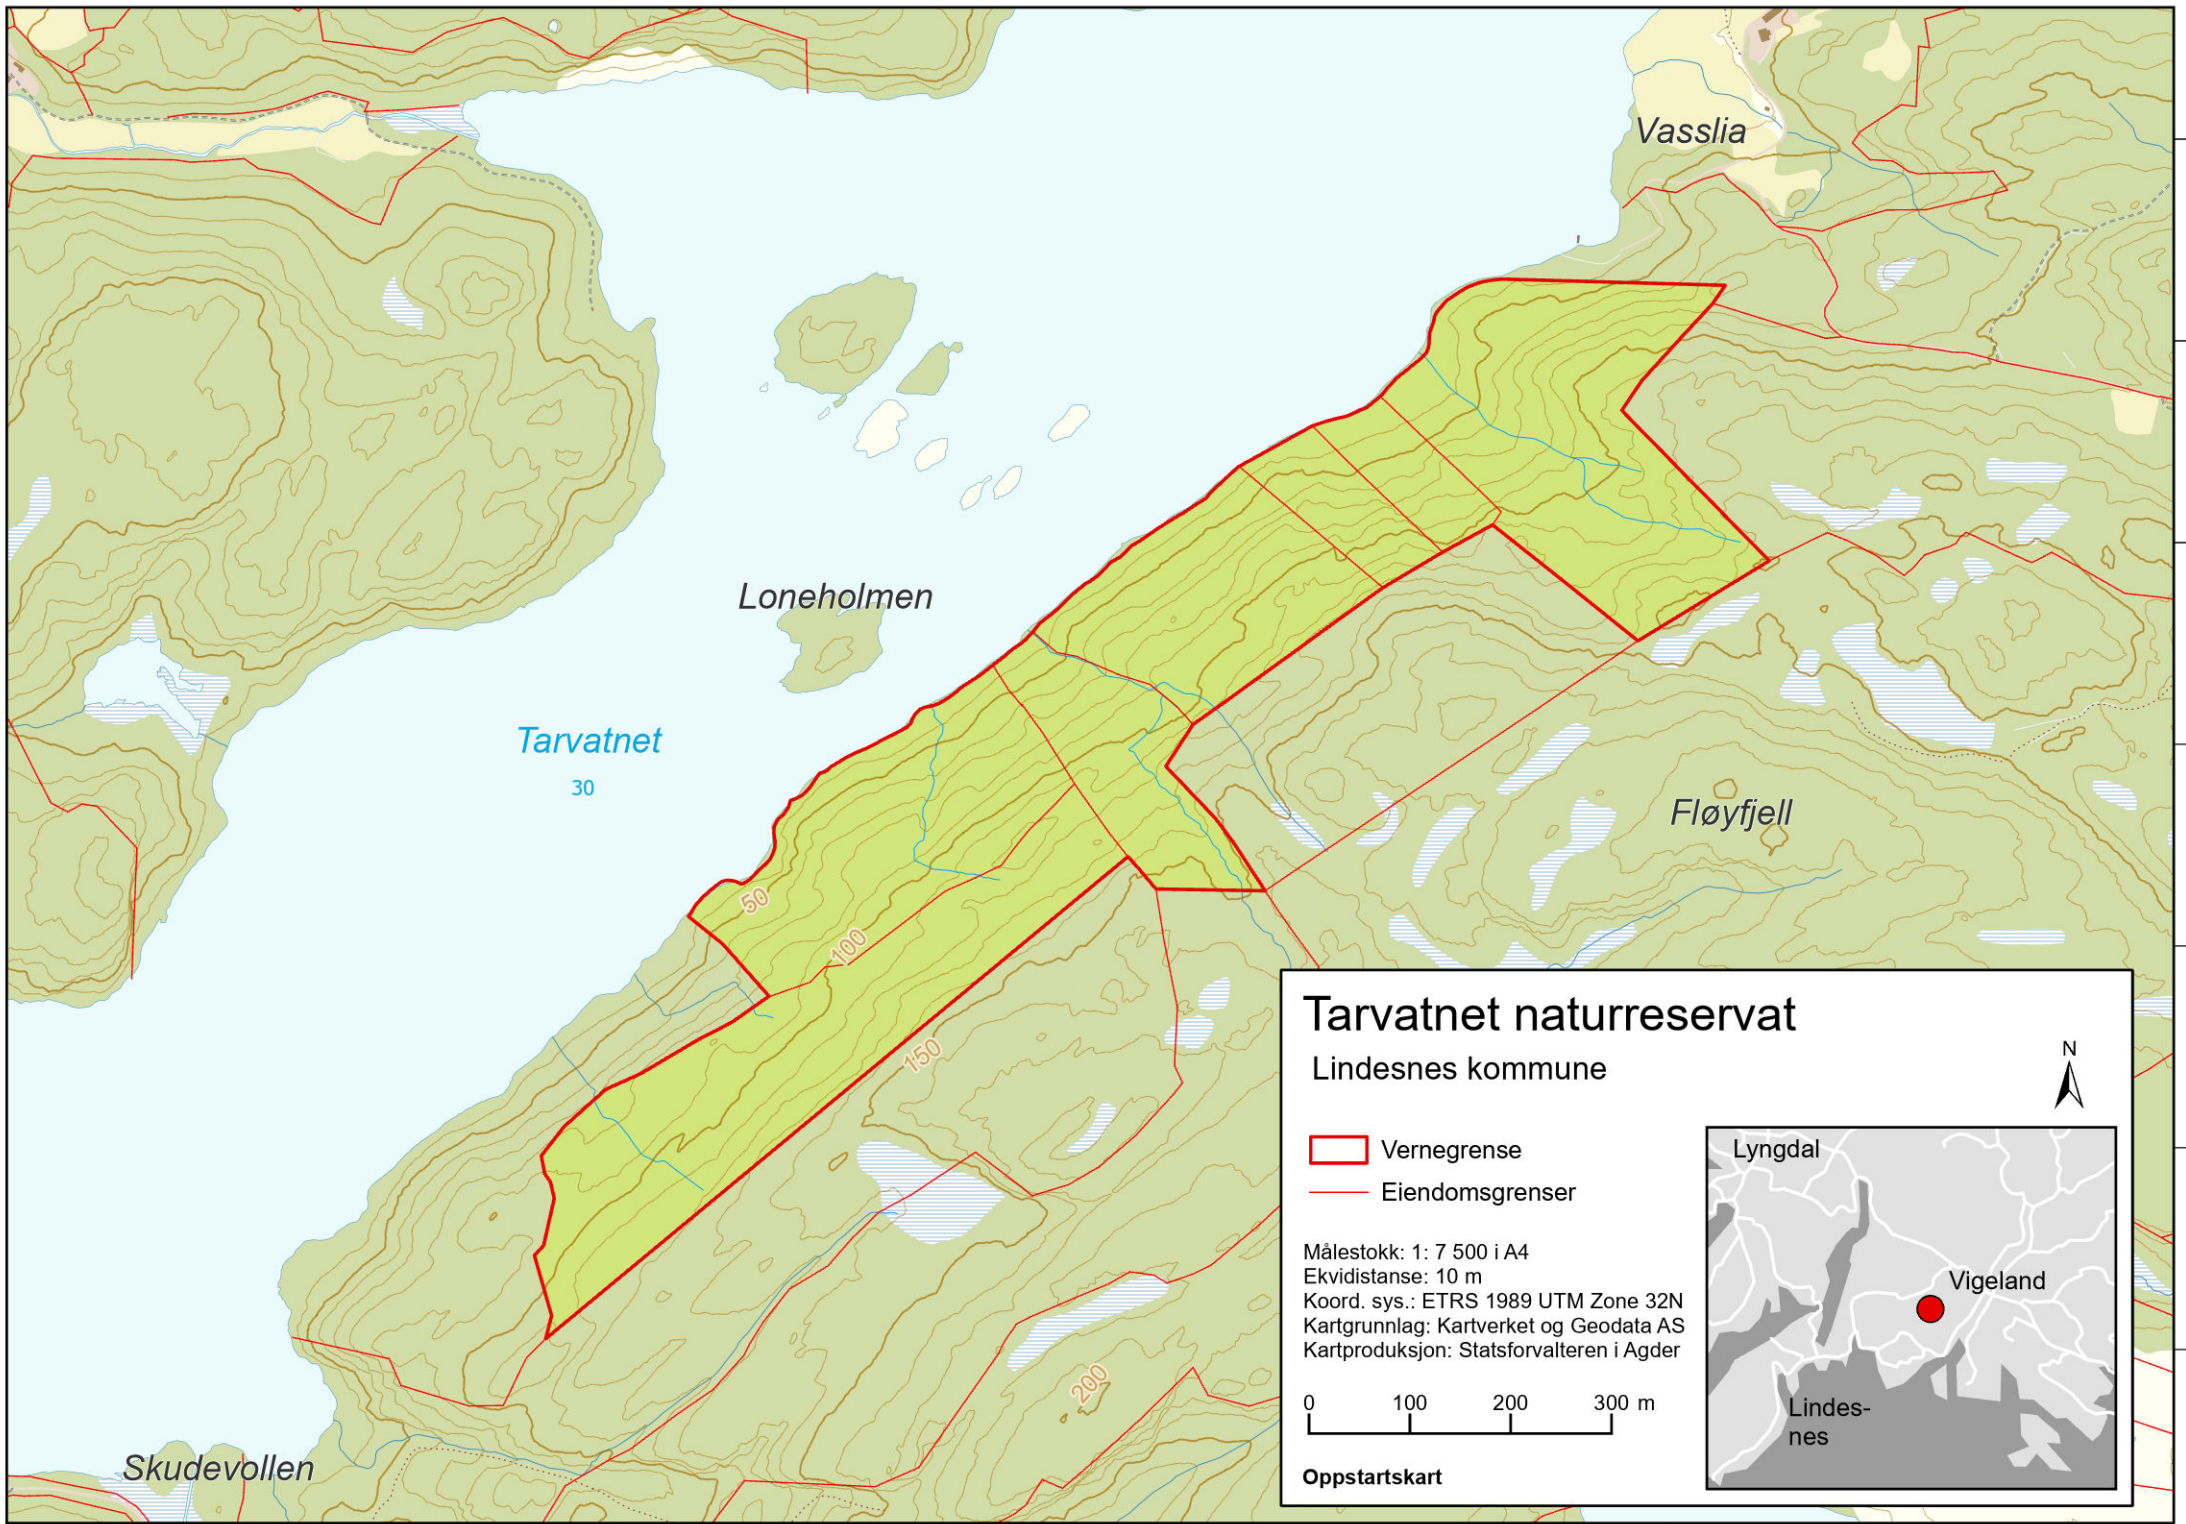 Vasslia
Loneholmen
Tarvatnet
30
Fløyfjell
50
100
150
200
Skudevollen
Tarvatnet naturreservat
Lindesnes kommune
N
Vernegrense
Eiendomsgrenser
Målestokk: 1: 7 500 i A4
Ekvidistanse: 10 m
Koord. sys.: ETRS 1989 UTM Zone 32N
Kartgrunnlag: Kartverket og Geodata AS
Kartproduksjon: Statsforvalteren i Agder
0 100 200 300 m
Oppstartskart
Lyngdal
Vigeland
Lindes-
nes